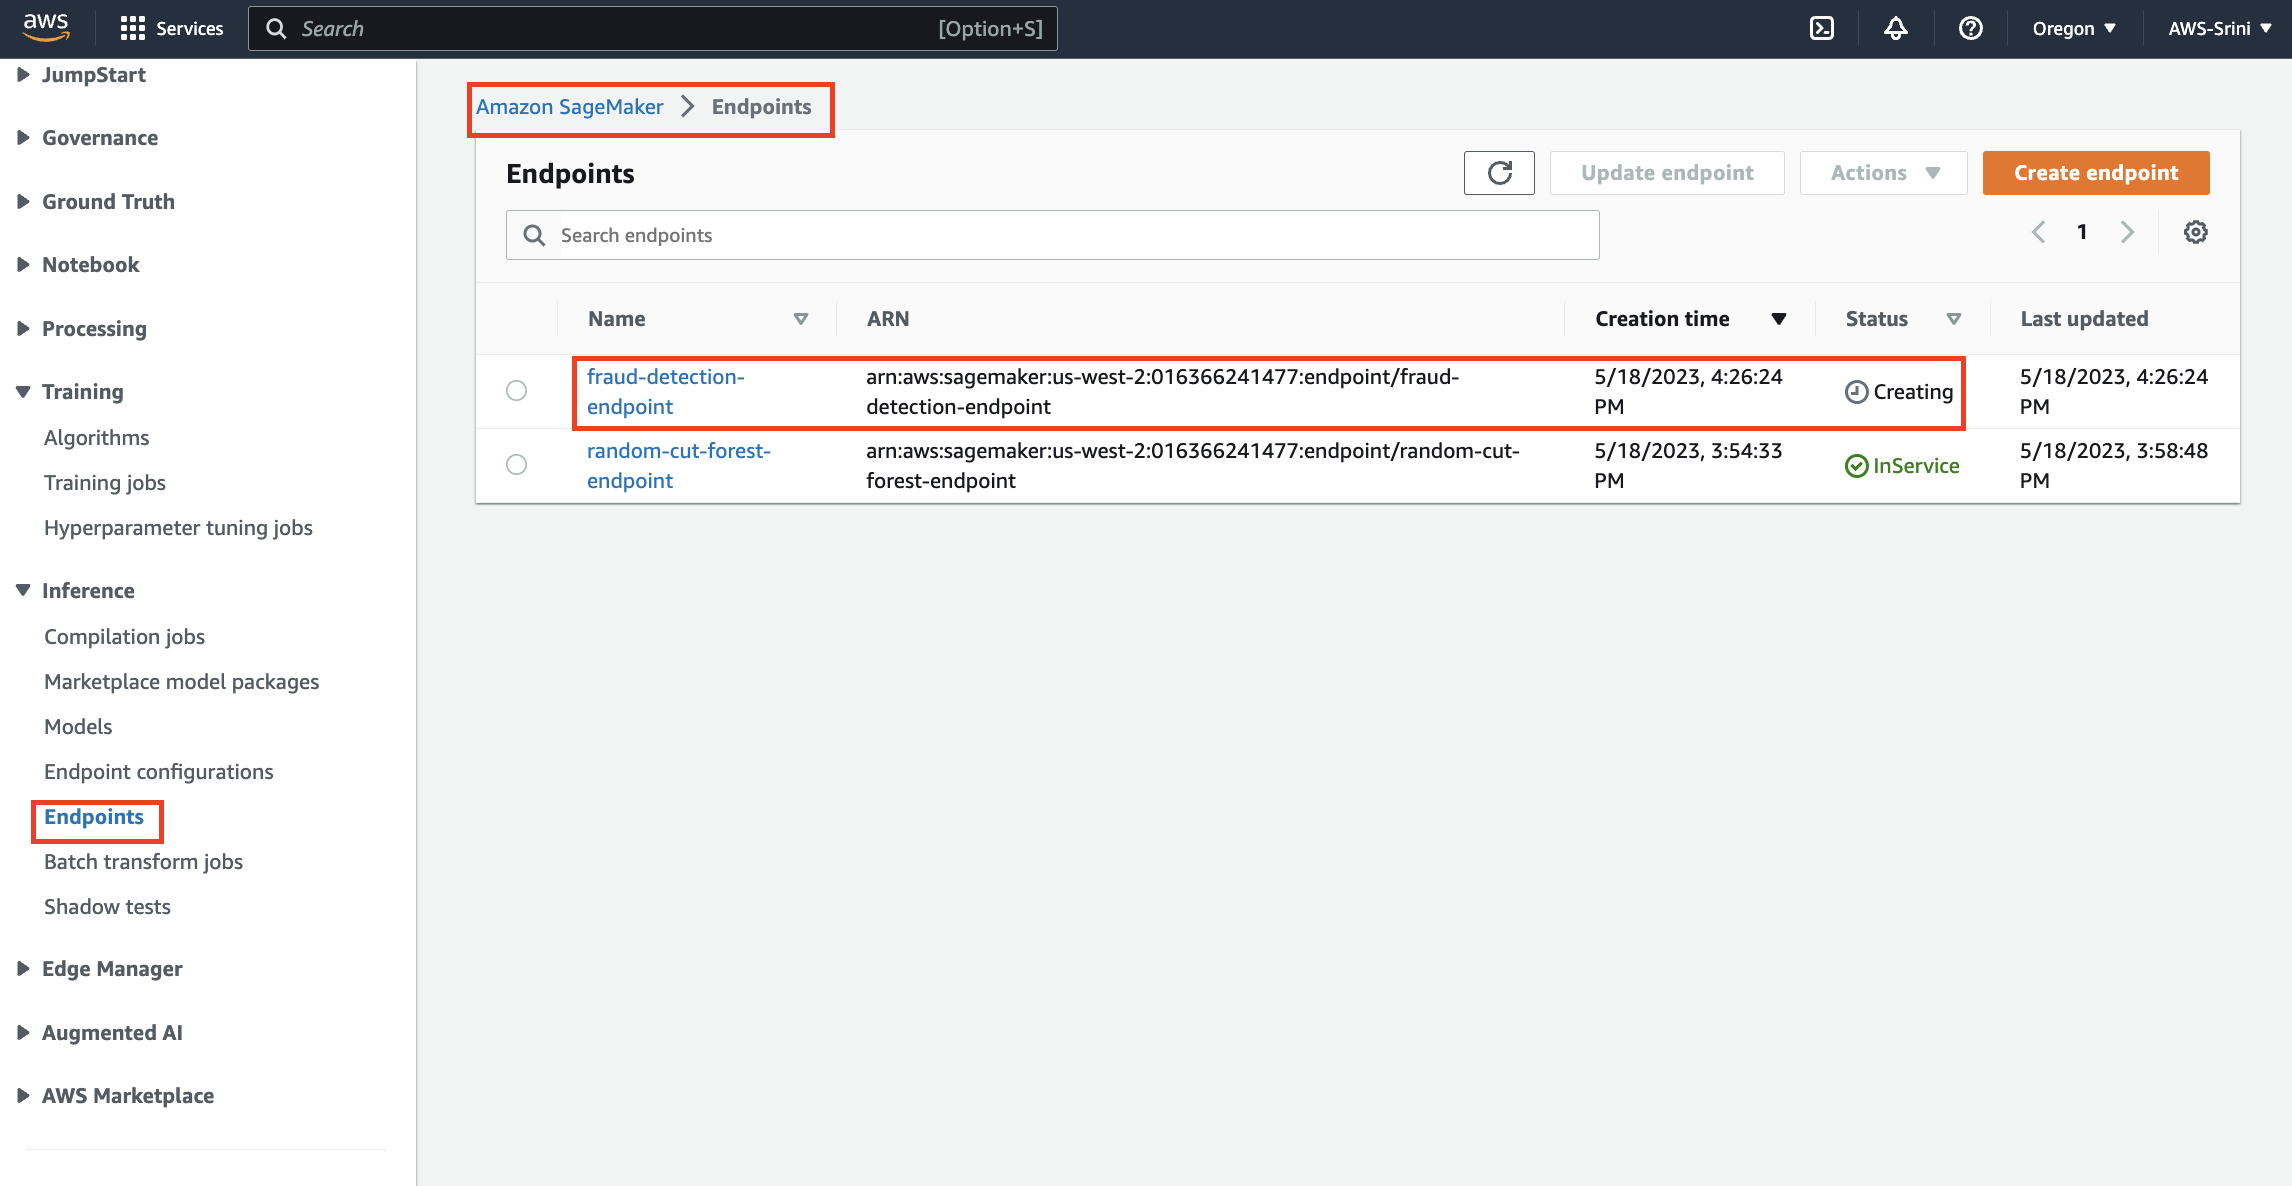 aws
Services
Search
[Option+S]
Oregon
AWS-Srini
JumpStart
Governance
Ground Truth
Notebook
Processing
Training
Algorithms
Training jobs
Hyperparameter tuning jobs
Inference
Compilation jobs
Marketplace model packages
Models
Endpoint configurations
Endpoints
Batch transform jobs
Shadow tests
Edge Manager
Augmented AI
AWS Marketplace
Amazon SageMaker > Endpoints
Endpoints
Update endpoint
Actions
Create endpoint
Search endpoints
1
Name
ARN
Creation time
Status
Last updated
fraud-detection-
endpoint
arn:aws:sagemaker:us-west-2:016366241477:endpoint/fraud-
detection-endpoint
5/18/2023, 4:26:24
PM
Creating
5/18/2023, 4:26:24
PM
random-cut-forest-
endpoint
arn:aws:sagemaker:us-west-2:016366241477:endpoint/random-cut-
forest-endpoint
5/18/2023, 3:54:33
PM
InService
5/18/2023, 3:58:48
PM